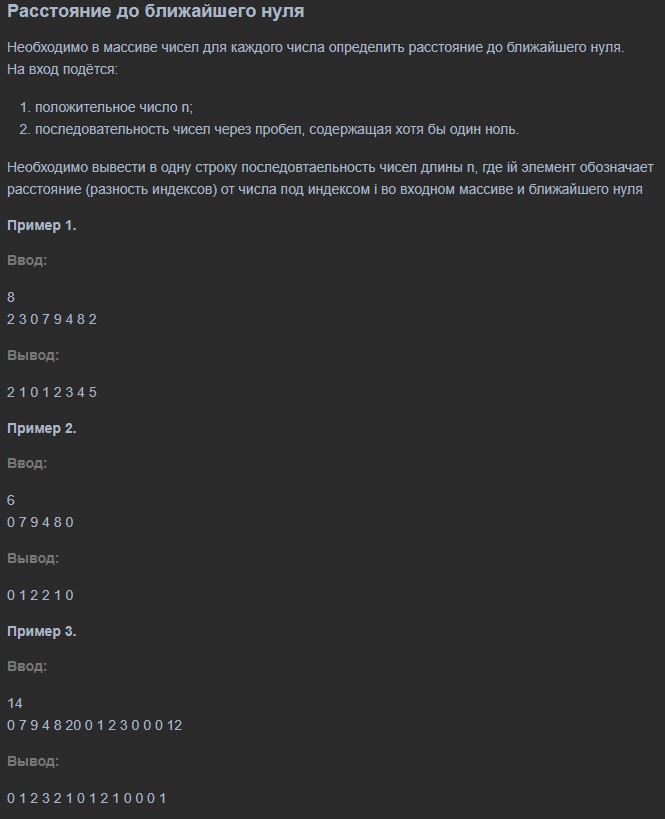 Расстояние до ближайшего нуля
Необходимо в массиве чисел для каждого числа определить расстояние до ближайшего нуля.
На вход подётся:
1. положительное число n;
2. последовательность чисел через пробел, содержащая хотя бы один ноль.
Необходимо вывести в одну строку последовтаельность чисел длины n, где iй элемент обозначает
расстояние (разность индексов) от числа под индексом i во входном массиве и ближайшего нуля
Пример 1.
Ввод:
8
2 3 0 7 9 4 8 2
Вывод:
2 1 0 1 2 3 4 5
Пример 2.
Ввод:
6
0 7 9 4 8 0
Вывод:
0 1 2 2 1 0
Пример 3.
Ввод:
14
0 7 9 4 8 20 0 1 2 3 0 0 0 12
Вывод:
0 1 2 3 2 1 0 1 2 1 0 0 0 1